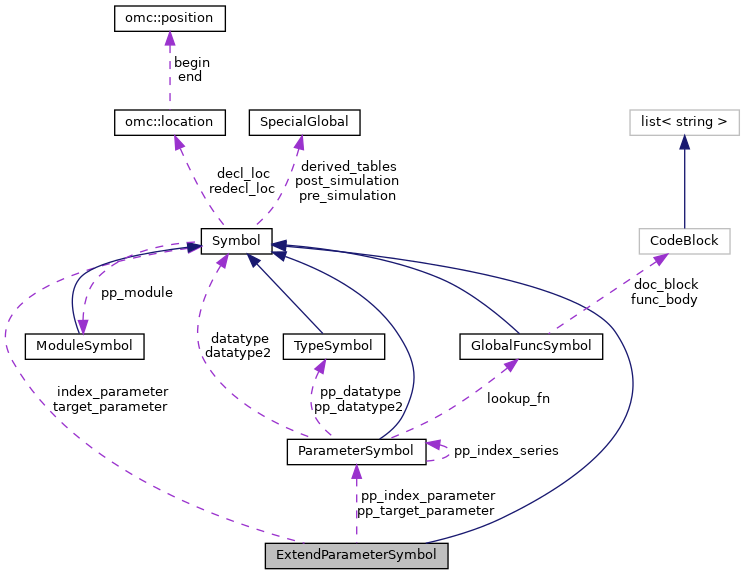 omc::position
begin
end
omc::location
SpecialGlobal
list< string >
decl_loc
redecl_loc
derived_tables
post_simulation
pre_simulation
Symbol
CodeBlock
pp_module
doc_block
func_body
datatype
datatype2
ModuleSymbol
TypeSymbol
GlobalFuncSymbol
index_parameter
target_parameter
pp_datatype
pp_datatype2
lookup_fn
ParameterSymbol
pp_index_series
pp_index_parameter
pp_target_parameter
ExtendParameterSymbol